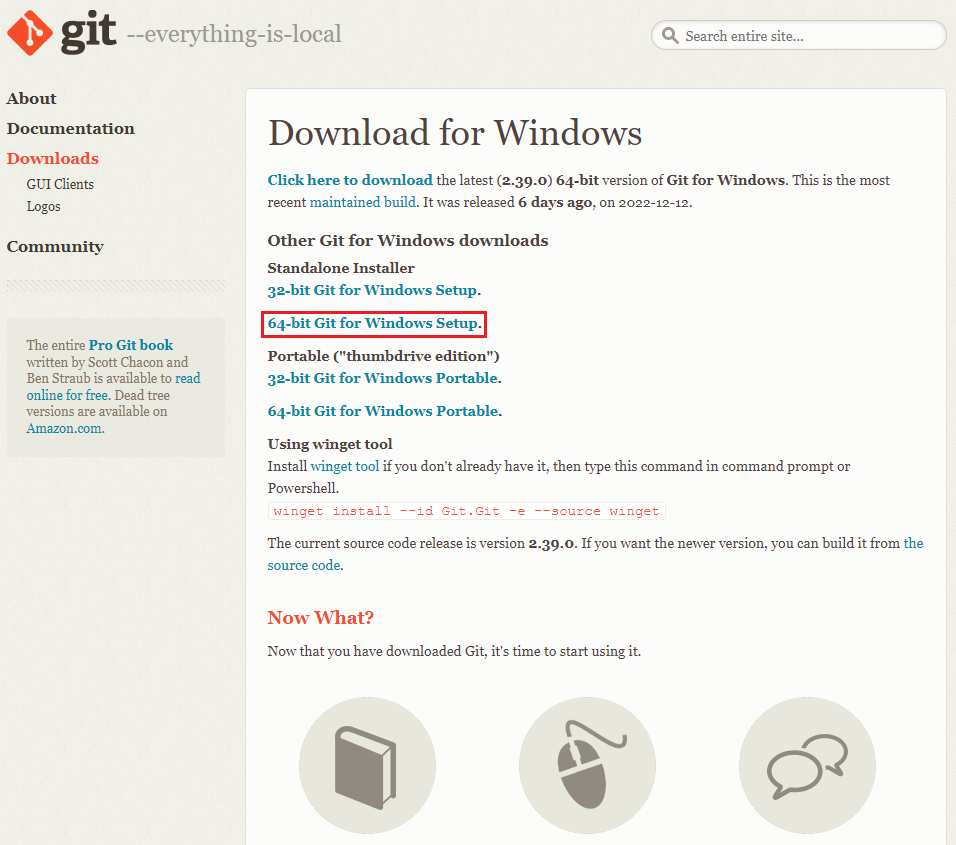 git --everything-is-local
Search entire site...
About
Documentation
Downloads
GUI Clients
Logos
Community
The entire Pro Git book
written by Scott Chacon and
Ben Straub is available to read
online for free. Dead tree
versions are available on
Amazon.com.
Download for Windows
Click here to download the latest (2.39.0) 64-bit version of Git for Windows. This is the most
recent maintained build. It was released 6 days ago, on 2022-12-12.
Other Git for Windows downloads
Standalone Installer
32-bit Git for Windows Setup.
64-bit Git for Windows Setup.
Portable ("thumbdrive edition")
32-bit Git for Windows Portable.
64-bit Git for Windows Portable.
Using winget tool
Install winget tool if you don't already have it, then type this command in command prompt or
Powershell.
winget install --id Git.Git -e --source winget
The current source code release is version 2.39.0. If you want the newer version, you can build it from the
source code.
Now What?
Now that you have downloaded Git, it's time to start using it.